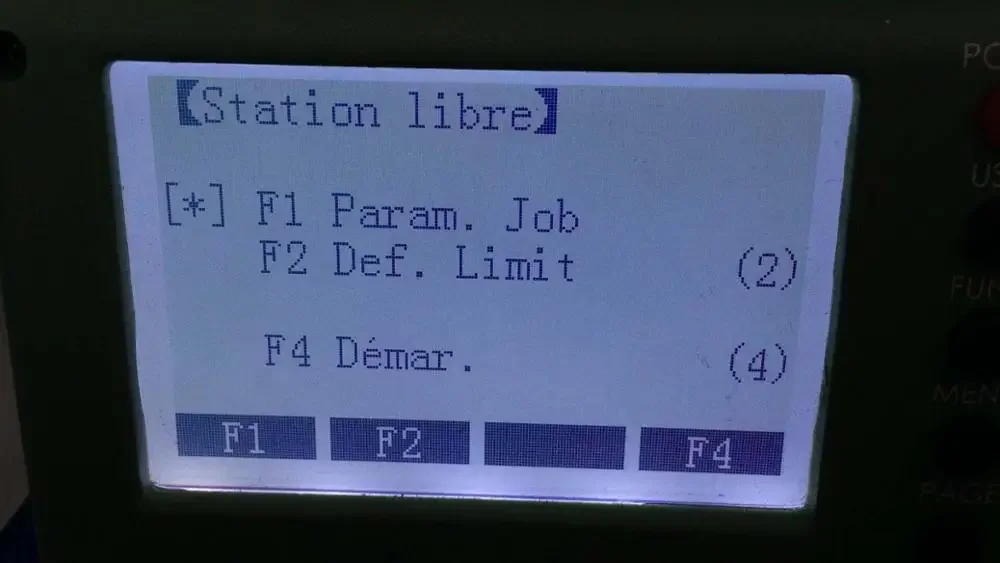 【Station libre】
[*] F1 Param. Job
F2 Def. Limit (2)
F4 Démar. (4)
F1 F2 F4